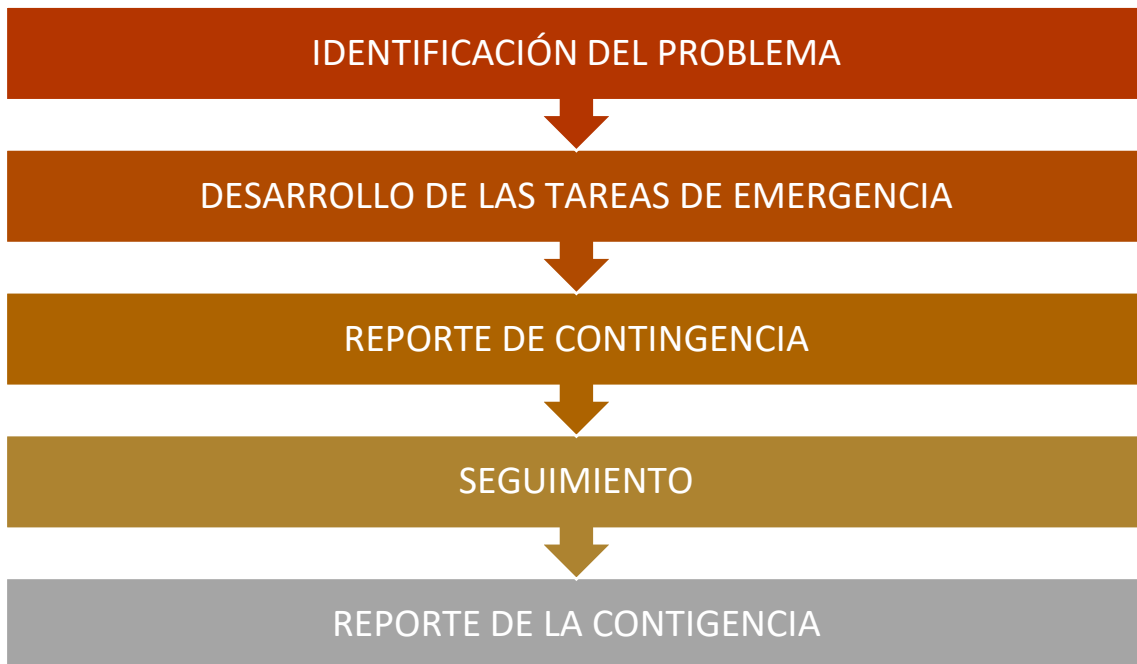 IDENTIFICACIÓN DEL PROBLEMA
DESARROLLO DE LAS TAREAS DE EMERGENCIA
REPORTE DE CONTINGENCIA
SEGUIMIENTO
REPORTE DE LA CONTIGENCIA